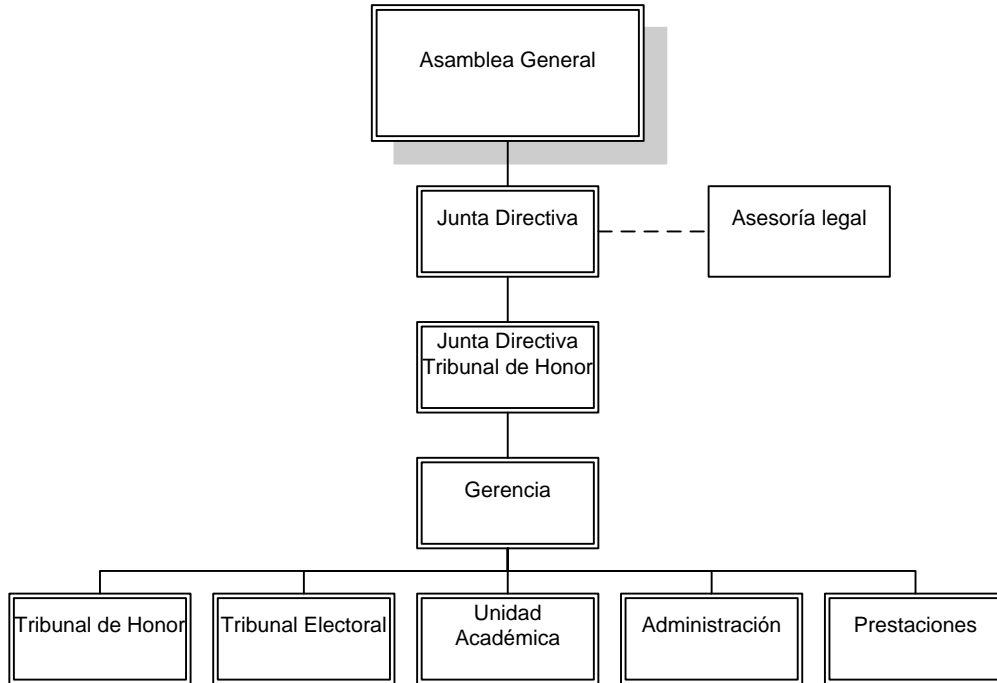 Asamblea General
Junta Directiva
Asesoría legal
Junta Directiva
Tribunal de Honor
Gerencia
Tribunal de Honor
Tribunal Electoral
Unidad
Académica
Administración
Prestaciones